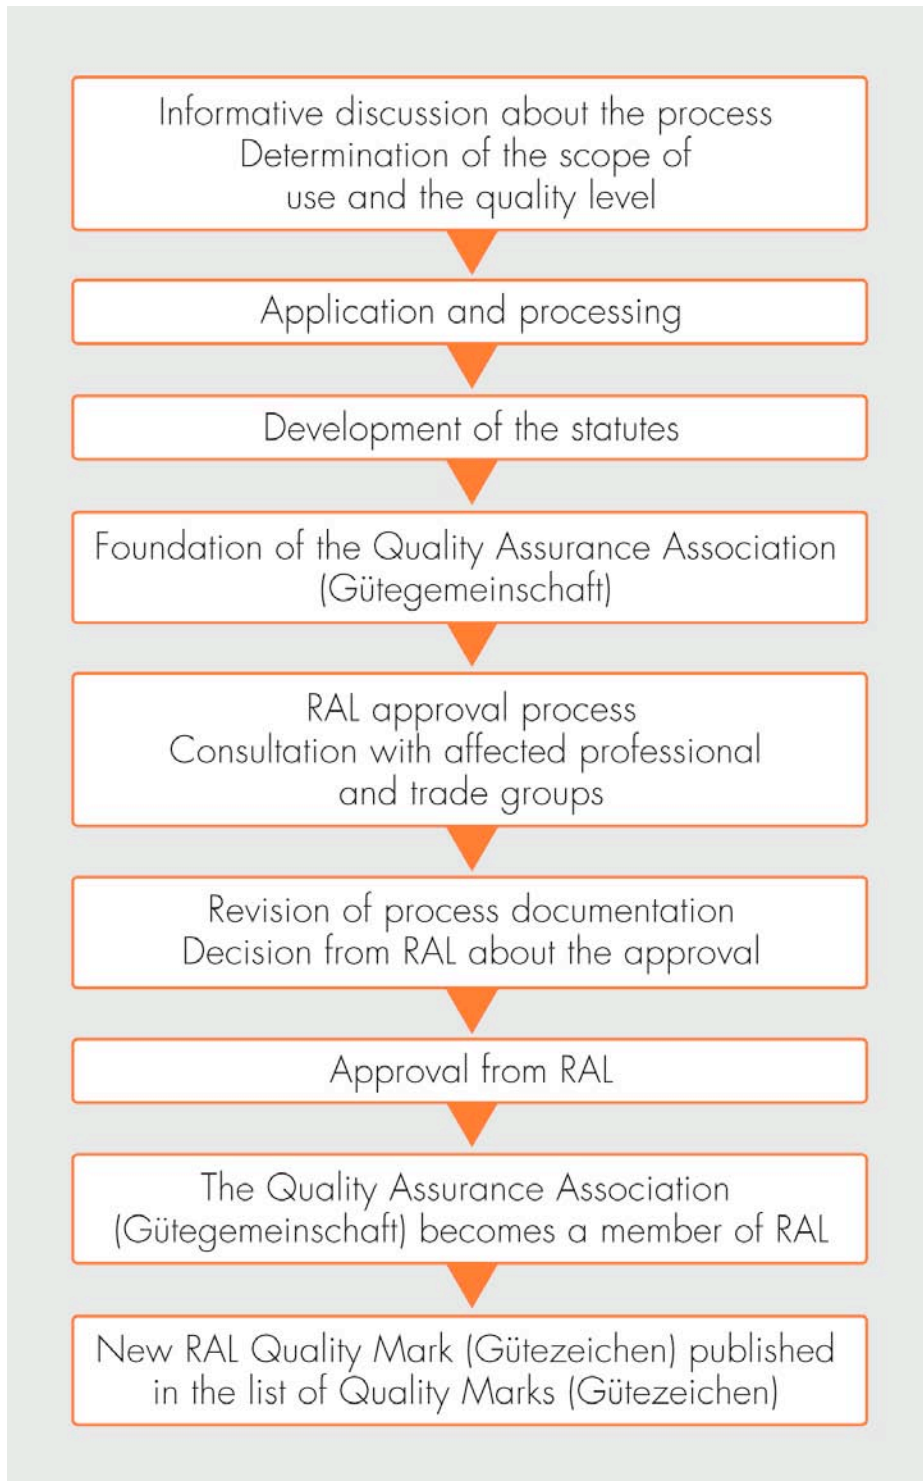 Informative discussion about the process
Determination of the scope of
use and the quality level
Application and processing
Development of the statutes
Foundation of the Quality Assurance Association
(Gütegemeinschaft)
RAL approval process
Consultation with affected professional
and trade groups
Revision of process documentation
Decision from RAL about the approval
Approval from RAL
The Quality Assurance Association
(Gütegemeinschaft) becomes a member of RAL
New RAL Quality Mark (Gütezeichen) published
in the list of Quality Marks (Gütezeichen)